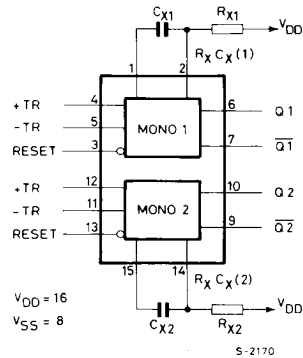 C X1 R X1 V DD
R X C X (1)
1 2
+TR 4 6 Q1
-TR 5 MONO 1 7 Q1
RESET 3
+TR 12 10 Q2
-TR 11 MONO 2 9 Q2
RESET 13
15 14 R X C X (2)
V DD = 16 V DD
V SS = 8 C X2 R X2
S-2170